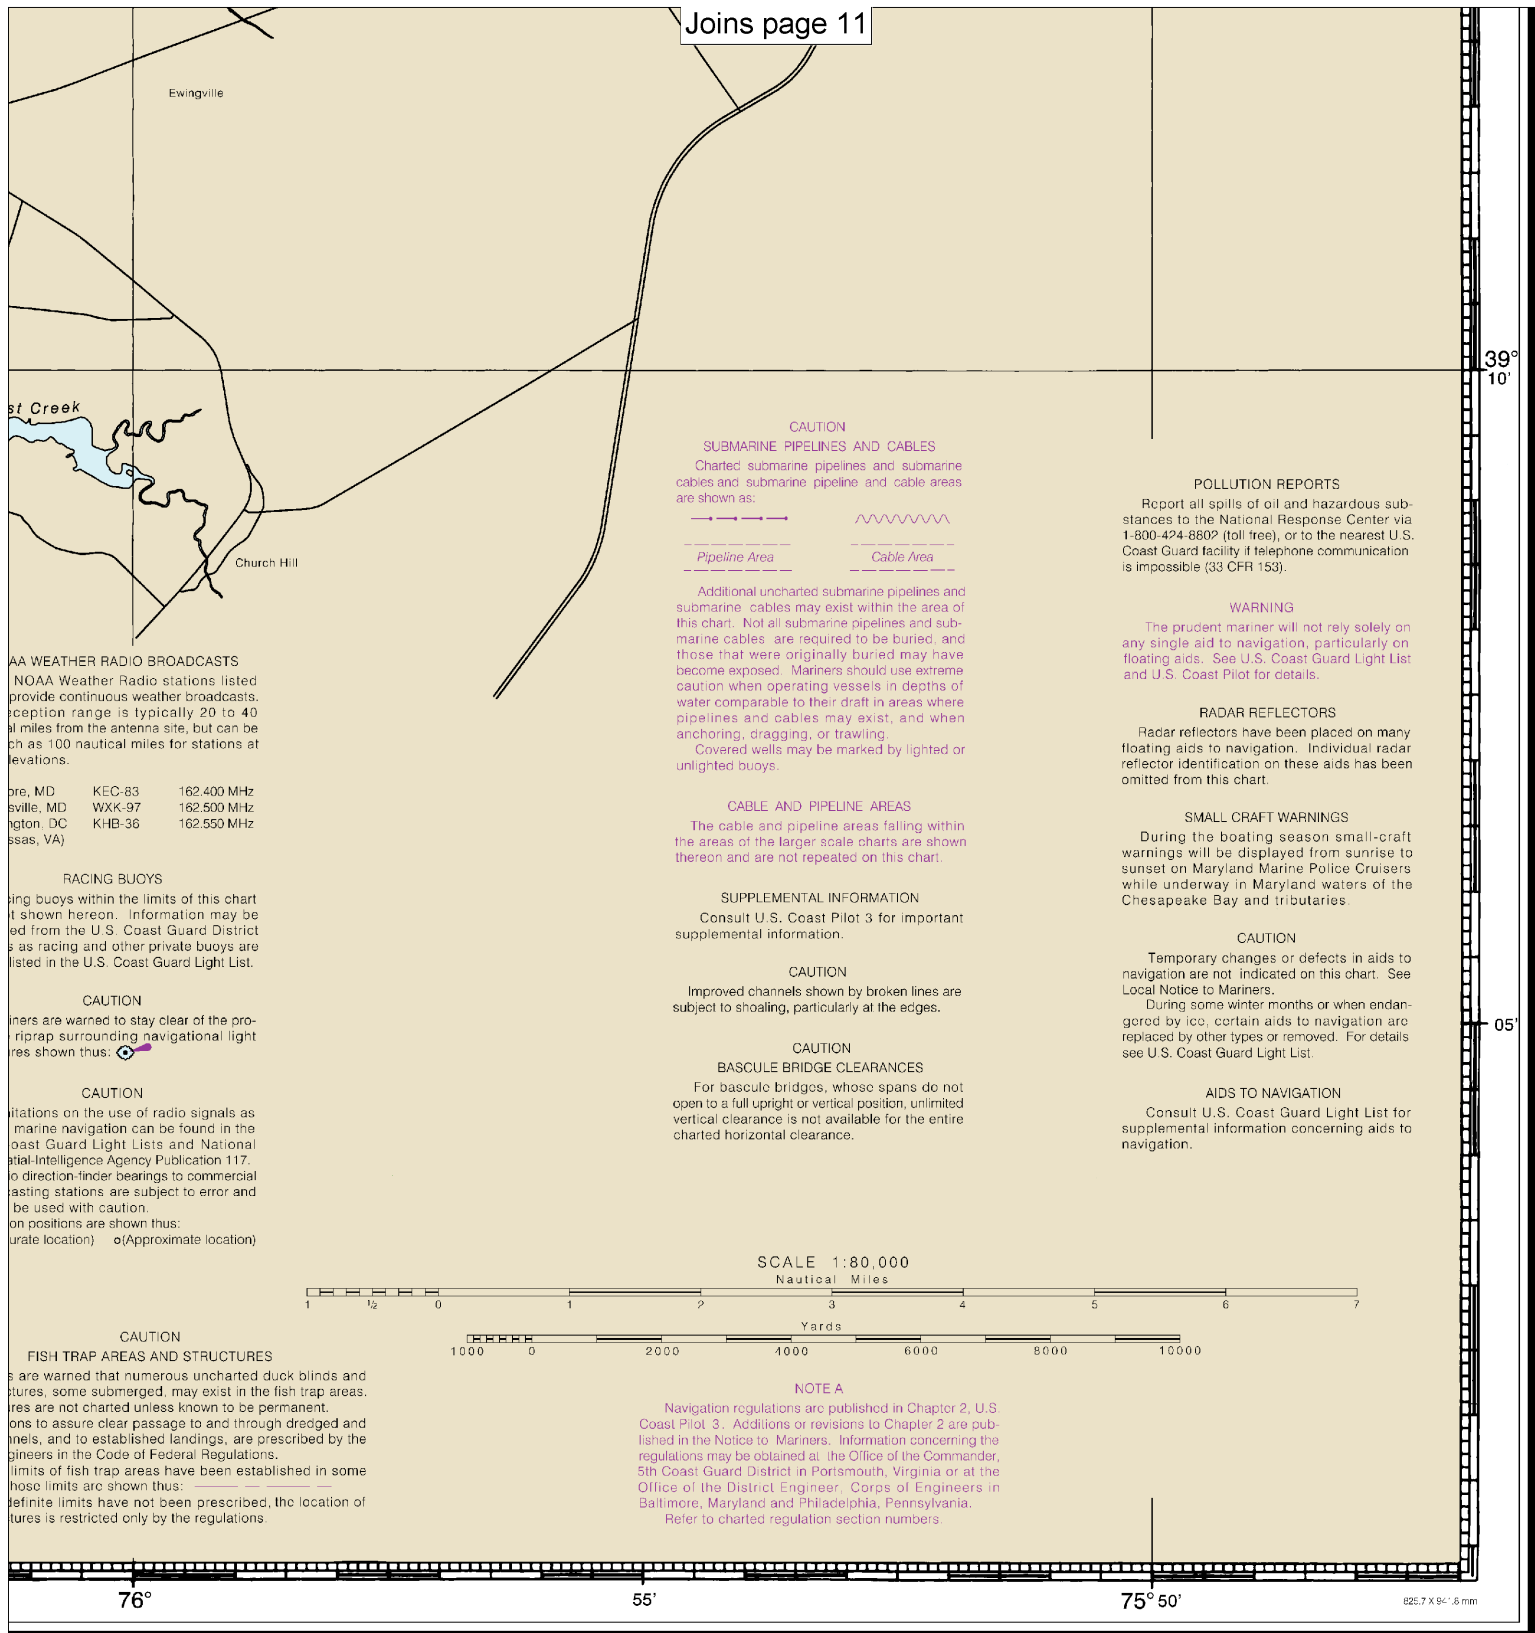 Joins page 11
Ewingville
39°
10'
st Creek
Church Hill
AA WEATHER RADIO BROADCASTS
NOAA Weather Radio stations listed
provide continuous weather broadcasts.
eception range is typically 20 to 40
al miles from the antenna site, but can be
ch as 100 nautical miles for stations at
levations.
ore, MD KEC-83 162.400 MHz
sville, MD WXK-97 162.500 MHz
ngton, DC KHB-36 162.550 MHz
ssas, VA)
RACING BUOYS
cing buoys within the limits of this chart
t shown hereon. Information may be
ed from the U.S. Coast Guard District
s as racing and other private buoys are
listed in the U.S. Coast Guard Light List.
CAUTION
iners are warned to stay clear of the pro-
riprap surrounding navigational light
res shown thus:
CAUTION
itations on the use of radio signals as
marine navigation can be found in the
oast Guard Light Lists and National
atial-Intelligence Agency Publication 117.
io direction-finder bearings to commercial
casting stations are subject to error and
be used with caution.
on positions are shown thus:
urate location) o(Approximate location)
CAUTION
FISH TRAP AREAS AND STRUCTURES
s are warned that numerous uncharted duck blinds and
ctures, some submerged, may exist in the fish trap areas.
res are not charted unless known to be permanent.
ons to assure clear passage to and through dredged and
nnels, and to established landings, are prescribed by the
gineers in the Code of Federal Regulations.
limits of fish trap areas have been established in some
hose limits are shown thus:
definite limits have not been prescribed, the location of
tures is restricted only by the regulations.
CAUTION
SUBMARINE PIPELINES AND CABLES
Charted submarine pipelines and submarine
cables and submarine pipeline and cable areas
are shown as:
Pipeline Area Cable Area
Additional uncharted submarine pipelines and
submarine cables may exist within the area of
this chart. Not all submarine pipelines and sub-
marine cables are required to be buried, and
those that were originally buried may have
become exposed. Mariners should use extreme
caution when operating vessels in depths of
water comparable to their draft in areas where
pipelines and cables may exist, and when
anchoring, dragging, or trawling.
Covered wells may be marked by lighted or
unlighted buoys.
CABLE AND PIPELINE AREAS
The cable and pipeline areas falling within
the areas of the larger scale charts are shown
thereon and are not repeated on this chart.
SUPPLEMENTAL INFORMATION
Consult U.S. Coast Pilot 3 for important
supplemental information.
CAUTION
Improved channels shown by broken lines are
subject to shoaling, particularly at the edges.
CAUTION
BASCULE BRIDGE CLEARANCES
For bascule bridges, whose spans do not
open to a full upright or vertical position, unlimited
vertical clearance is not available for the entire
charted horizontal clearance.
POLLUTION REPORTS
Report all spills of oil and hazardous sub-
stances to the National Response Center via
1-800-424-8802 (toll free), or to the nearest U.S.
Coast Guard facility if telephone communication
is impossible (33 CFR 153).
WARNING
The prudent mariner will not rely solely on
any single aid to navigation, particularly on
floating aids. See U.S. Coast Guard Light List
and U.S. Coast Pilot for details.
RADAR REFLECTORS
Radar reflectors have been placed on many
floating aids to navigation. Individual radar
reflector identification on these aids has been
omitted from this chart.
SMALL CRAFT WARNINGS
During the boating season small-craft
warnings will be displayed from sunrise to
sunset on Maryland Marine Police Cruisers
while underway in Maryland waters of the
Chesapeake Bay and tributaries.
CAUTION
Temporary changes or defects in aids to
navigation are not indicated on this chart. See
Local Notice to Mariners.
During some winter months or when endan-
gered by ice, certain aids to navigation are
replaced by other types or removed. For details
see U.S. Coast Guard Light List.
05'
AIDS TO NAVIGATION
Consult U.S. Coast Guard Light List for
supplemental information concerning aids to
navigation.
SCALE 1:80,000
Nautical Miles
1 1/2 0 1 2 3 4 5 6 7
Yards
1000 0 2000 4000 6000 8000 10000
NOTE A
Navigation regulations are published in Chapter 2, U.S.
Coast Pilot 3. Additions or revisions to Chapter 2 are pub-
lished in the Notice to Mariners. Information concerning the
regulations may be obtained at the Office of the Commander,
5th Coast Guard District in Portsmouth, Virginia or at the
Office of the District Engineer, Corps of Engineers in
Baltimore, Maryland and Philadelphia, Pennsylvania.
Refer to charted regulation section numbers.
76° 55' 75° 50'